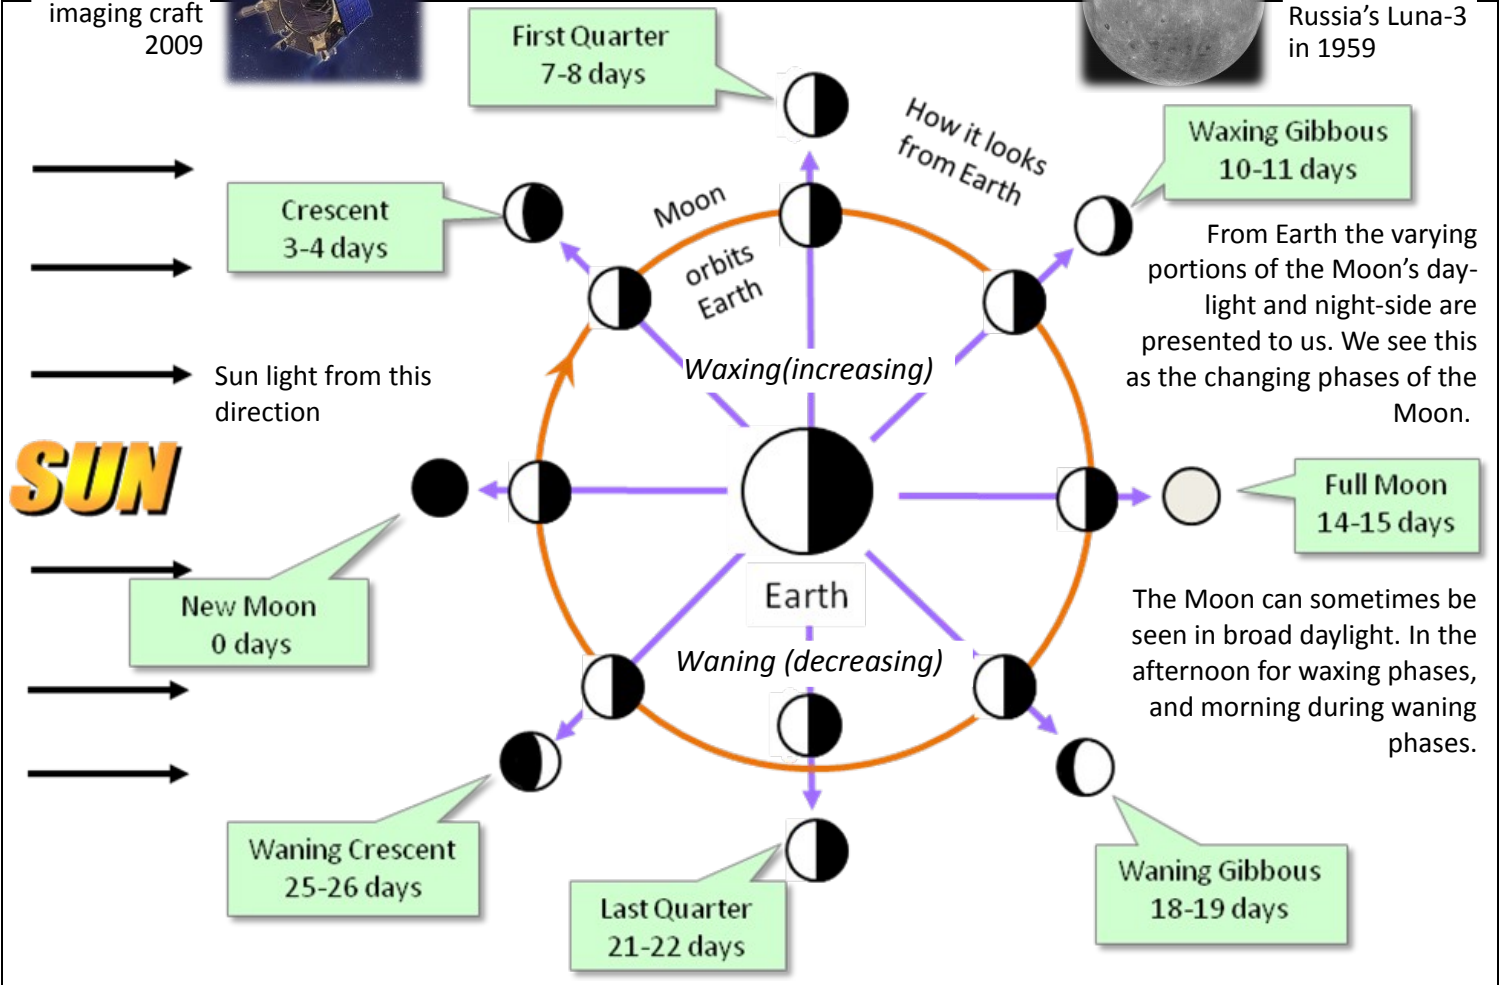 imaging craft
2009
Russia's Luna-3
in 1959
First Quarter
7-8 days
How it looks
from Earth
Waxing Gibbous
10-11 days
Crescent
3-4 days
Moon
orbits
Earth
From Earth the varying
portions of the Moon's day-
light and night-side are
presented to us. We see this
as the changing phases of the
Moon.
Waxing(increasing)
Sun light from this
direction
SUN
Full Moon
14-15 days
New Moon
0 days
Earth
The Moon can sometimes be
seen in broad daylight. In the
afternoon for waxing phases,
and morning during waning
phases.
Waning (decreasing)
Waning Crescent
25-26 days
Last Quarter
21-22 days
Waning Gibbous
18-19 days